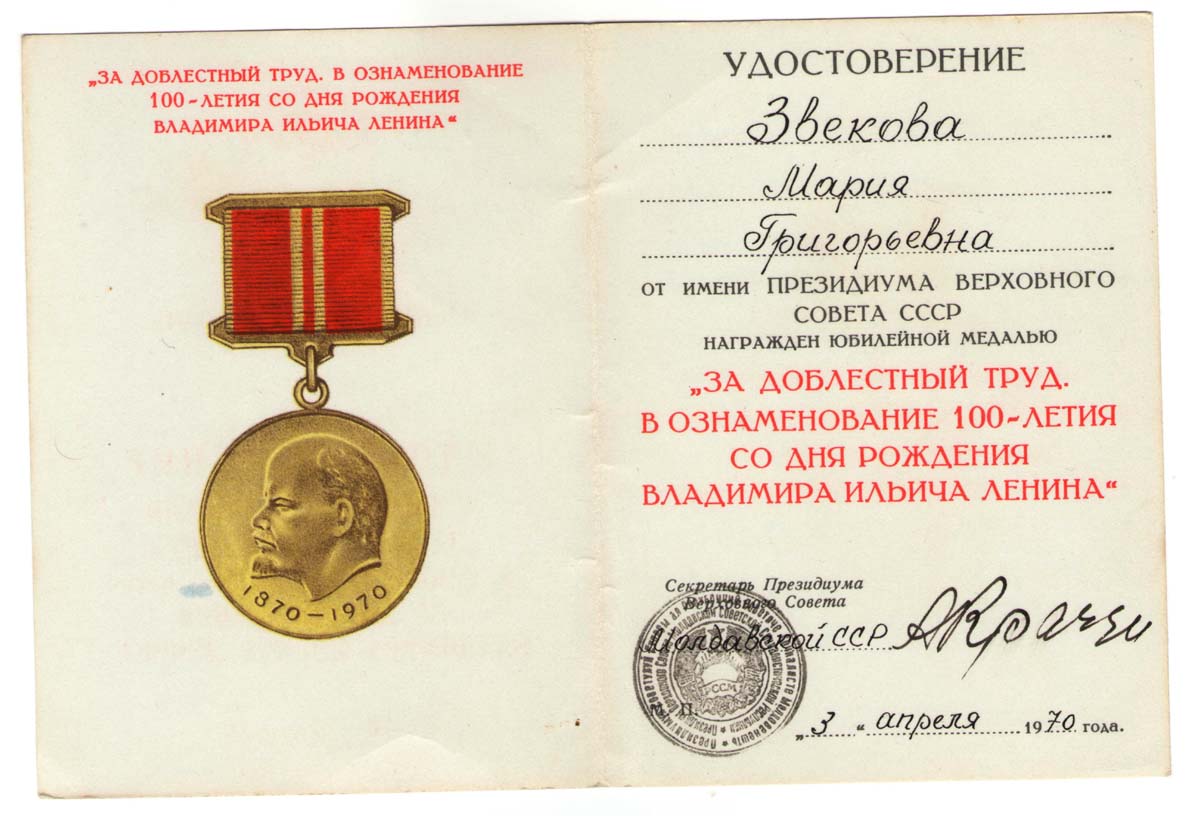 „ЗА ДОБЛЕСТНЫЙ ТРУД. В ОЗНАМЕНОВАНИЕ
100-ЛЕТИЯ СО ДНЯ РОЖДЕНИЯ
ВЛАДИМИРА ИЛЬИЧА ЛЕНИНА“
1870–1970
УДОСТОВЕРЕНИЕ
Звекова
Мария
Григорьевна
ОТ ИМЕНИ ПРЕЗИДИУМА ВЕРХОВНОГО
СОВЕТА СССР
НАГРАЖДЕН ЮБИЛЕЙНОЙ МЕДАЛЬЮ
„ЗА ДОБЛЕСТНЫЙ ТРУД.
В ОЗНАМЕНОВАНИЕ 100-ЛЕТИЯ
СО ДНЯ РОЖДЕНИЯ
ВЛАДИМИРА ИЛЬИЧА ЛЕНИНА“
Секретарь Президиума
Верховного Совета
Молдавской ССР
РССМ
П.
„3“ апреля 1970 года.